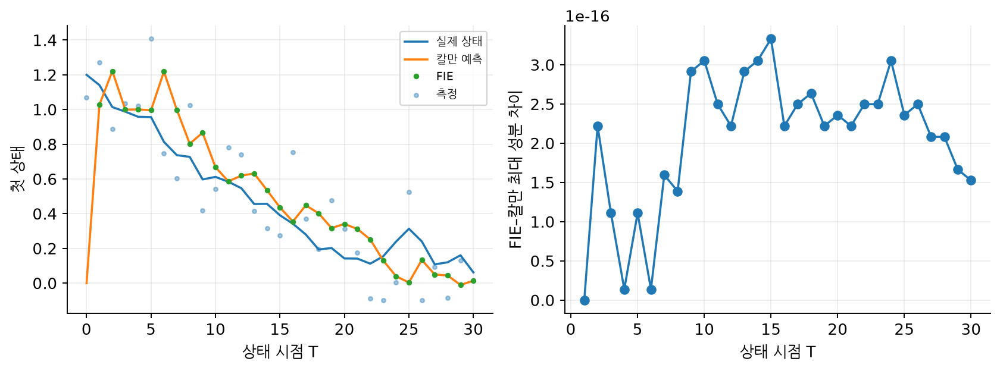 첫 상태
1.4
1.2
1.0
0.8
0.6
0.4
0.2
0.0
0 5 10 15 20 25 30
상태 시점 T
실제 상태
칼만 예측
FIE
측정
1e-16
FIE-칼만 최대 성분 차이
3.0
2.5
2.0
1.5
1.0
0.5
0.0
0 5 10 15 20 25 30
상태 시점 T